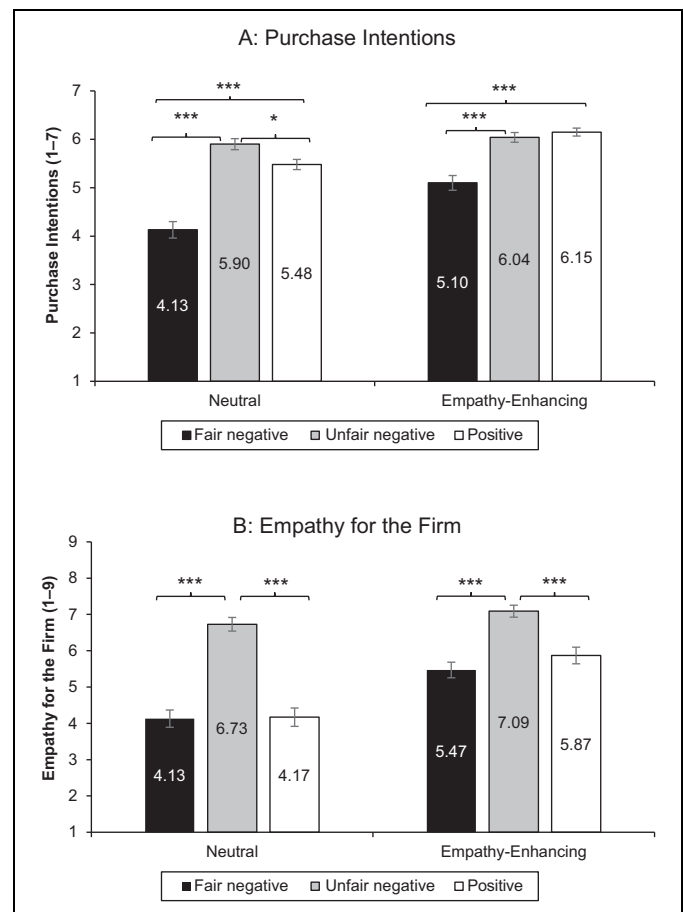 A: Purchase Intentions
Purchase Intentions (1–7)
7
6
5
4
3
2
1
***
***
*
***
***
4.13
5.90
5.48
5.10
6.04
6.15
Neutral
Empathy-Enhancing
Fair negative
Unfair negative
Positive
B: Empathy for the Firm
Empathy for the Firm (1–9)
9
8
7
6
5
4
3
2
1
***
***
***
***
4.13
6.73
4.17
5.47
7.09
5.87
Neutral
Empathy-Enhancing
Fair negative
Unfair negative
Positive